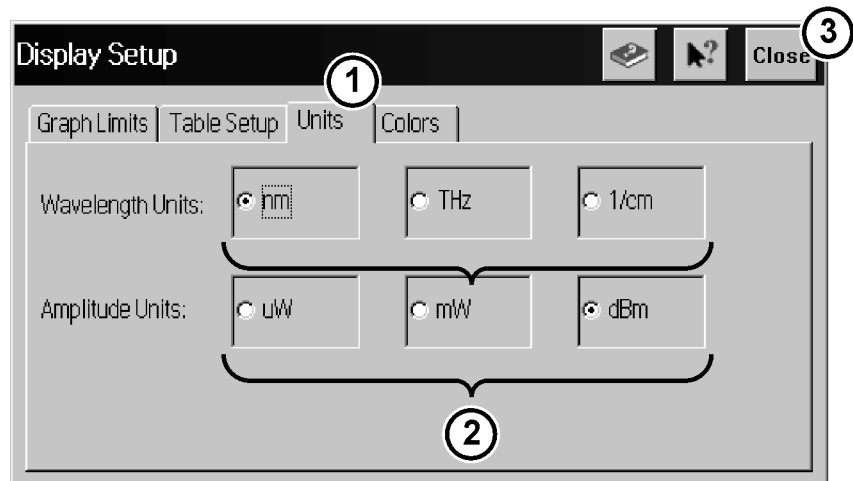 Display Setup ? Close 3
1
Graph Limits Table Setup Units Colors
Wavelength Units: nm THz 1/cm
Amplitude Units: uW mW dBm
2